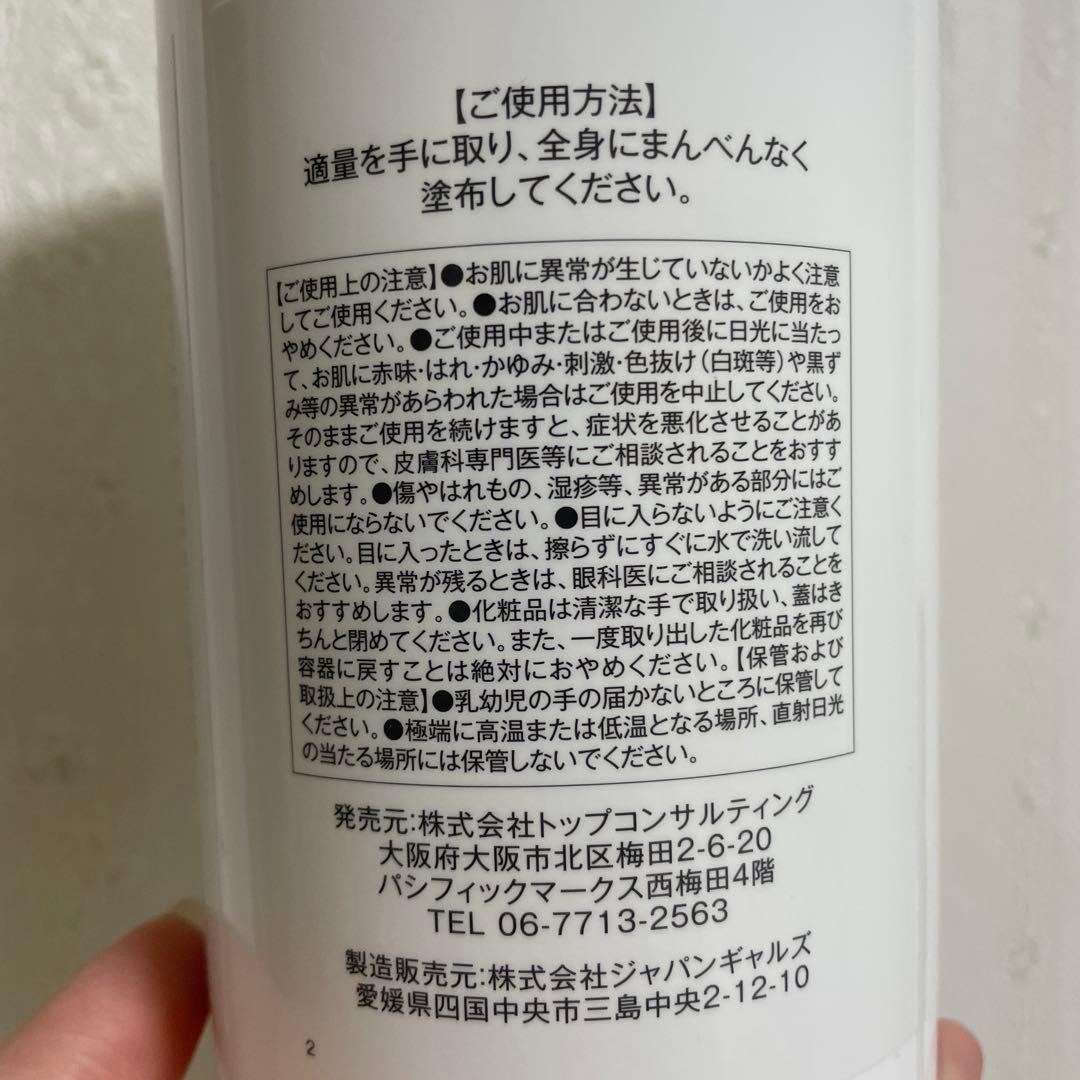 【ご使用方法】
適量を手に取り、全身にまんべんなく
塗布してください。
【ご使用上の注意】●お肌に異常が生じていないかよく注意
してご使用ください。●お肌に合わないときは、ご使用をお
やめください。●ご使用中またはご使用後に日光に当たっ
て、お肌に赤味・はれ・かゆみ・刺激・色抜け(白斑等)や黒ず
み等の異常があらわれた場合はご使用を中止してください。
そのままご使用を続けますと、症状を悪化させることがあ
りますので、皮膚科専門医等にご相談されることをおすす
めします。●傷やはれもの、湿疹等、異常がある部分にはご
使用にならないでください。●目に入らないようにご注意く
ださい。目に入ったときは、擦らずにすぐに水で洗い流して
ください。異常が残るときは、眼科医にご相談されることを
おすすめします。●化粧品は清潔な手で取り扱い、蓋はき
ちんと閉めてください。また、一度取り出した化粧品を再び
容器に戻すことは絶対におやめください。【保管および
取扱上の注意】●乳幼児の手の届かないところに保管して
ください。●極端に高温または低温となる場所、直射日光
の当たる場所には保管しないでください。
発売元:株式会社トップコンサルティング
大阪府大阪市北区梅田2-6-20
パシフィックマークス西梅田4階
TEL 06-7713-2563
製造販売元:株式会社ジャパンギャルズ
愛媛県四国中央市三島中央2-12-10
2